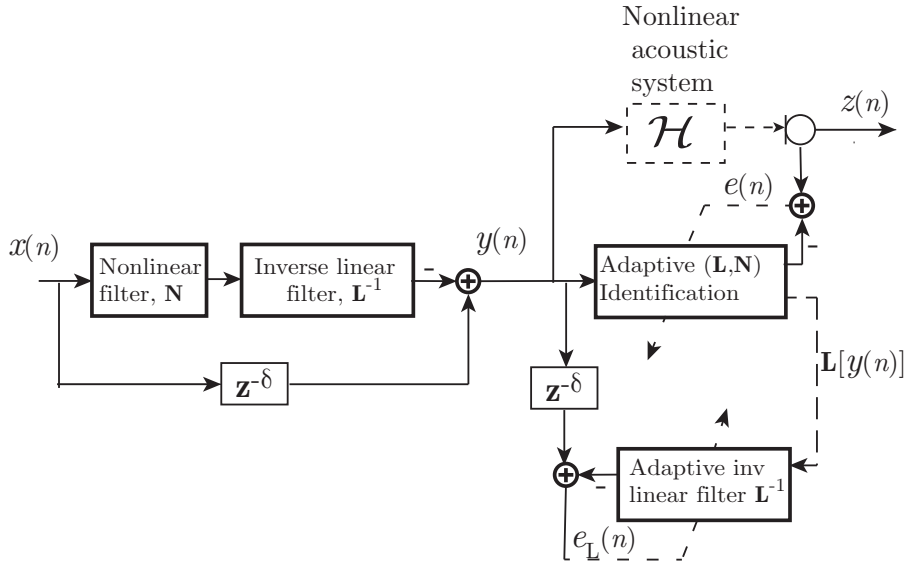 Nonlinear
acoustic
system
z(n)
ℋ
e(n)
x(n)
y(n)
Nonlinear
filter, N
Inverse linear
filter, L⁻¹
-
+
Adaptive (L,N)
Identification
-
+
z⁻ᵟ
z⁻ᵟ
L[y(n)]
+
-
Adaptive inv
linear filter L⁻¹
e_L(n)